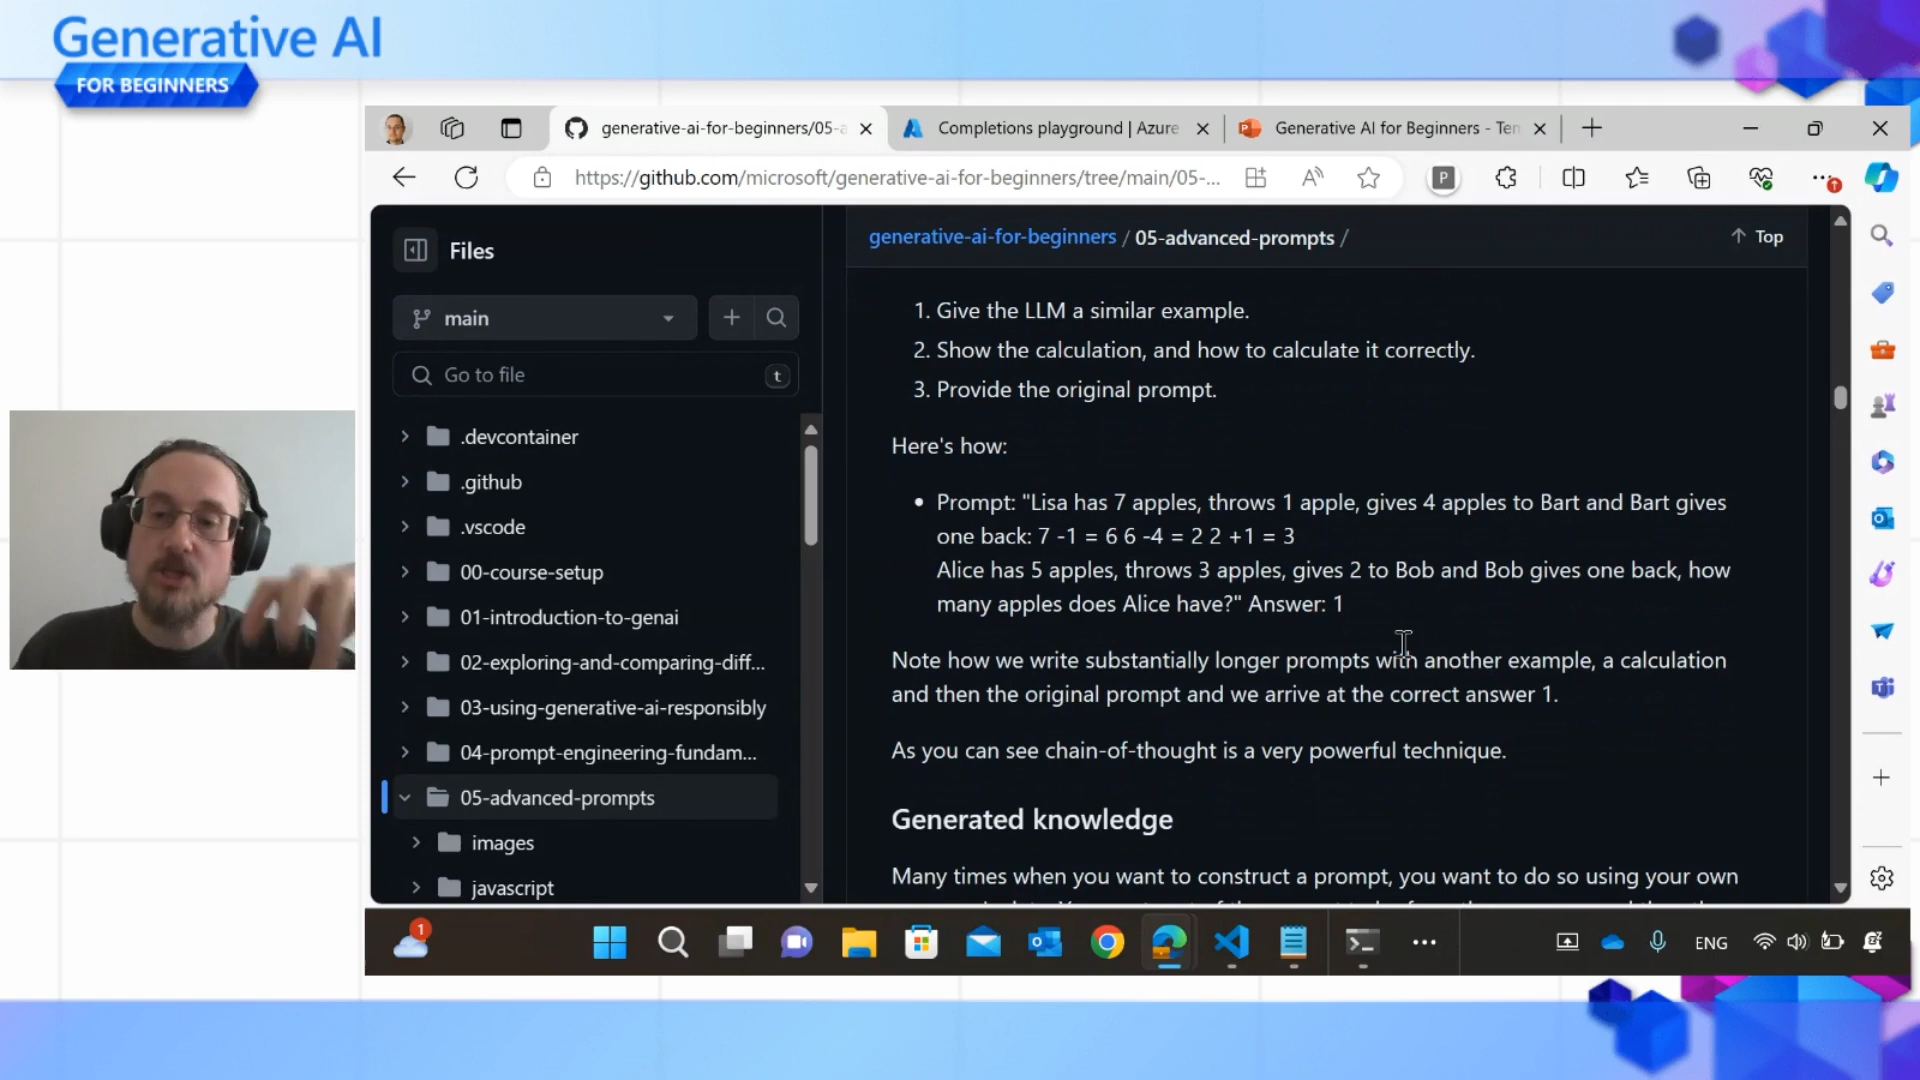 Generative AI
FOR BEGINNERS
generative-ai-for-beginners/05-a
Completions playground | Azure
Generative AI for Beginners - Ten
https://github.com/microsoft/generative-ai-for-beginners/tree/main/05-...
P
Files
generative-ai-for-beginners / 05-advanced-prompts /
Top
main
Go to file
t
.devcontainer
.github
.vscode
00-course-setup
01-introduction-to-genai
02-exploring-and-comparing-diff...
03-using-generative-ai-responsibly
04-prompt-engineering-fundam...
05-advanced-prompts
images
javascript
1. Give the LLM a similar example.
2. Show the calculation, and how to calculate it correctly.
3. Provide the original prompt.
Here's how:
• Prompt: "Lisa has 7 apples, throws 1 apple, gives 4 apples to Bart and Bart gives
one back: 7 -1 = 6 6 -4 = 2 2 +1 = 3
Alice has 5 apples, throws 3 apples, gives 2 to Bob and Bob gives one back, how
many apples does Alice have?" Answer: 1
Note how we write substantially longer prompts with another example, a calculation
and then the original prompt and we arrive at the correct answer 1.
As you can see chain-of-thought is a very powerful technique.
Generated knowledge
Many times when you want to construct a prompt, you want to do so using your own
1
ENG